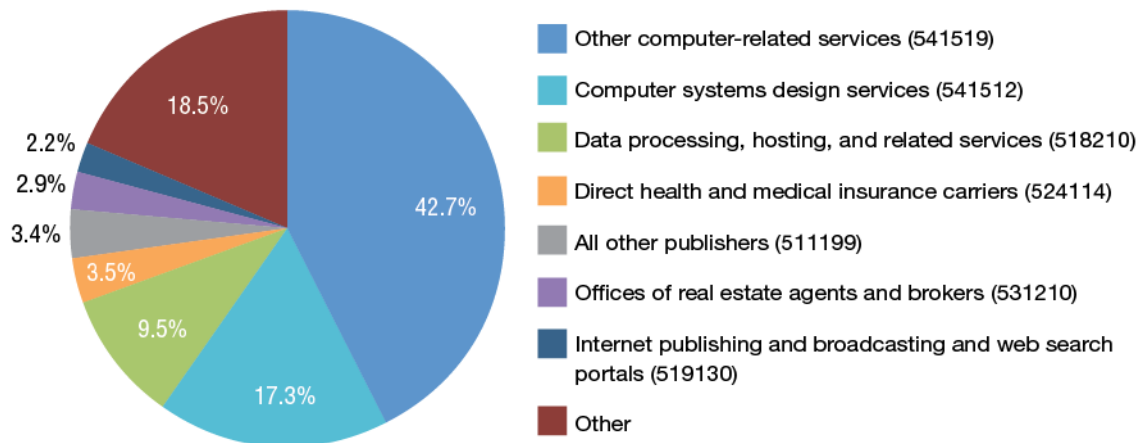 18.5%
2.2%
2.9%
3.4%
3.5%
9.5%
17.3%
42.7%
Other computer-related services (541519)
Computer systems design services (541512)
Data processing, hosting, and related services (518210)
Direct health and medical insurance carriers (524114)
All other publishers (511199)
Offices of real estate agents and brokers (531210)
Internet publishing and broadcasting and web search
portals (519130)
Other